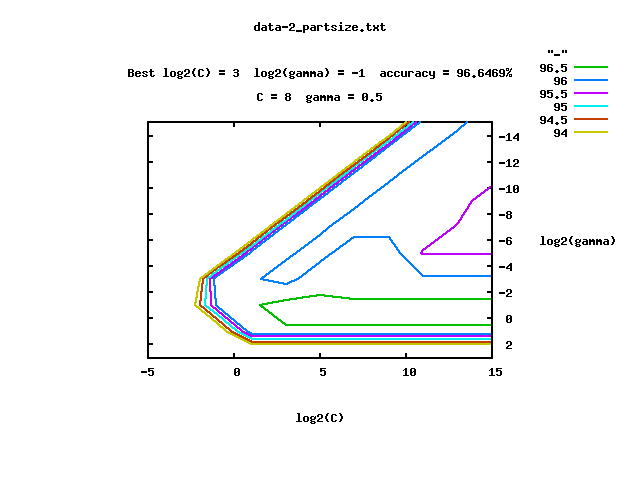 data-2_partsize.txt
"_"
Best log2(C) = 3  log2(gamma) = -1  accuracy = 96.6469%
C = 8  gamma = 0.5
96.5
96
95.5
95
94.5
94
-14
-12
-10
-8
-6
-4
-2
0
2
log2(gamma)
-5 0 5 10 15
log2(C)